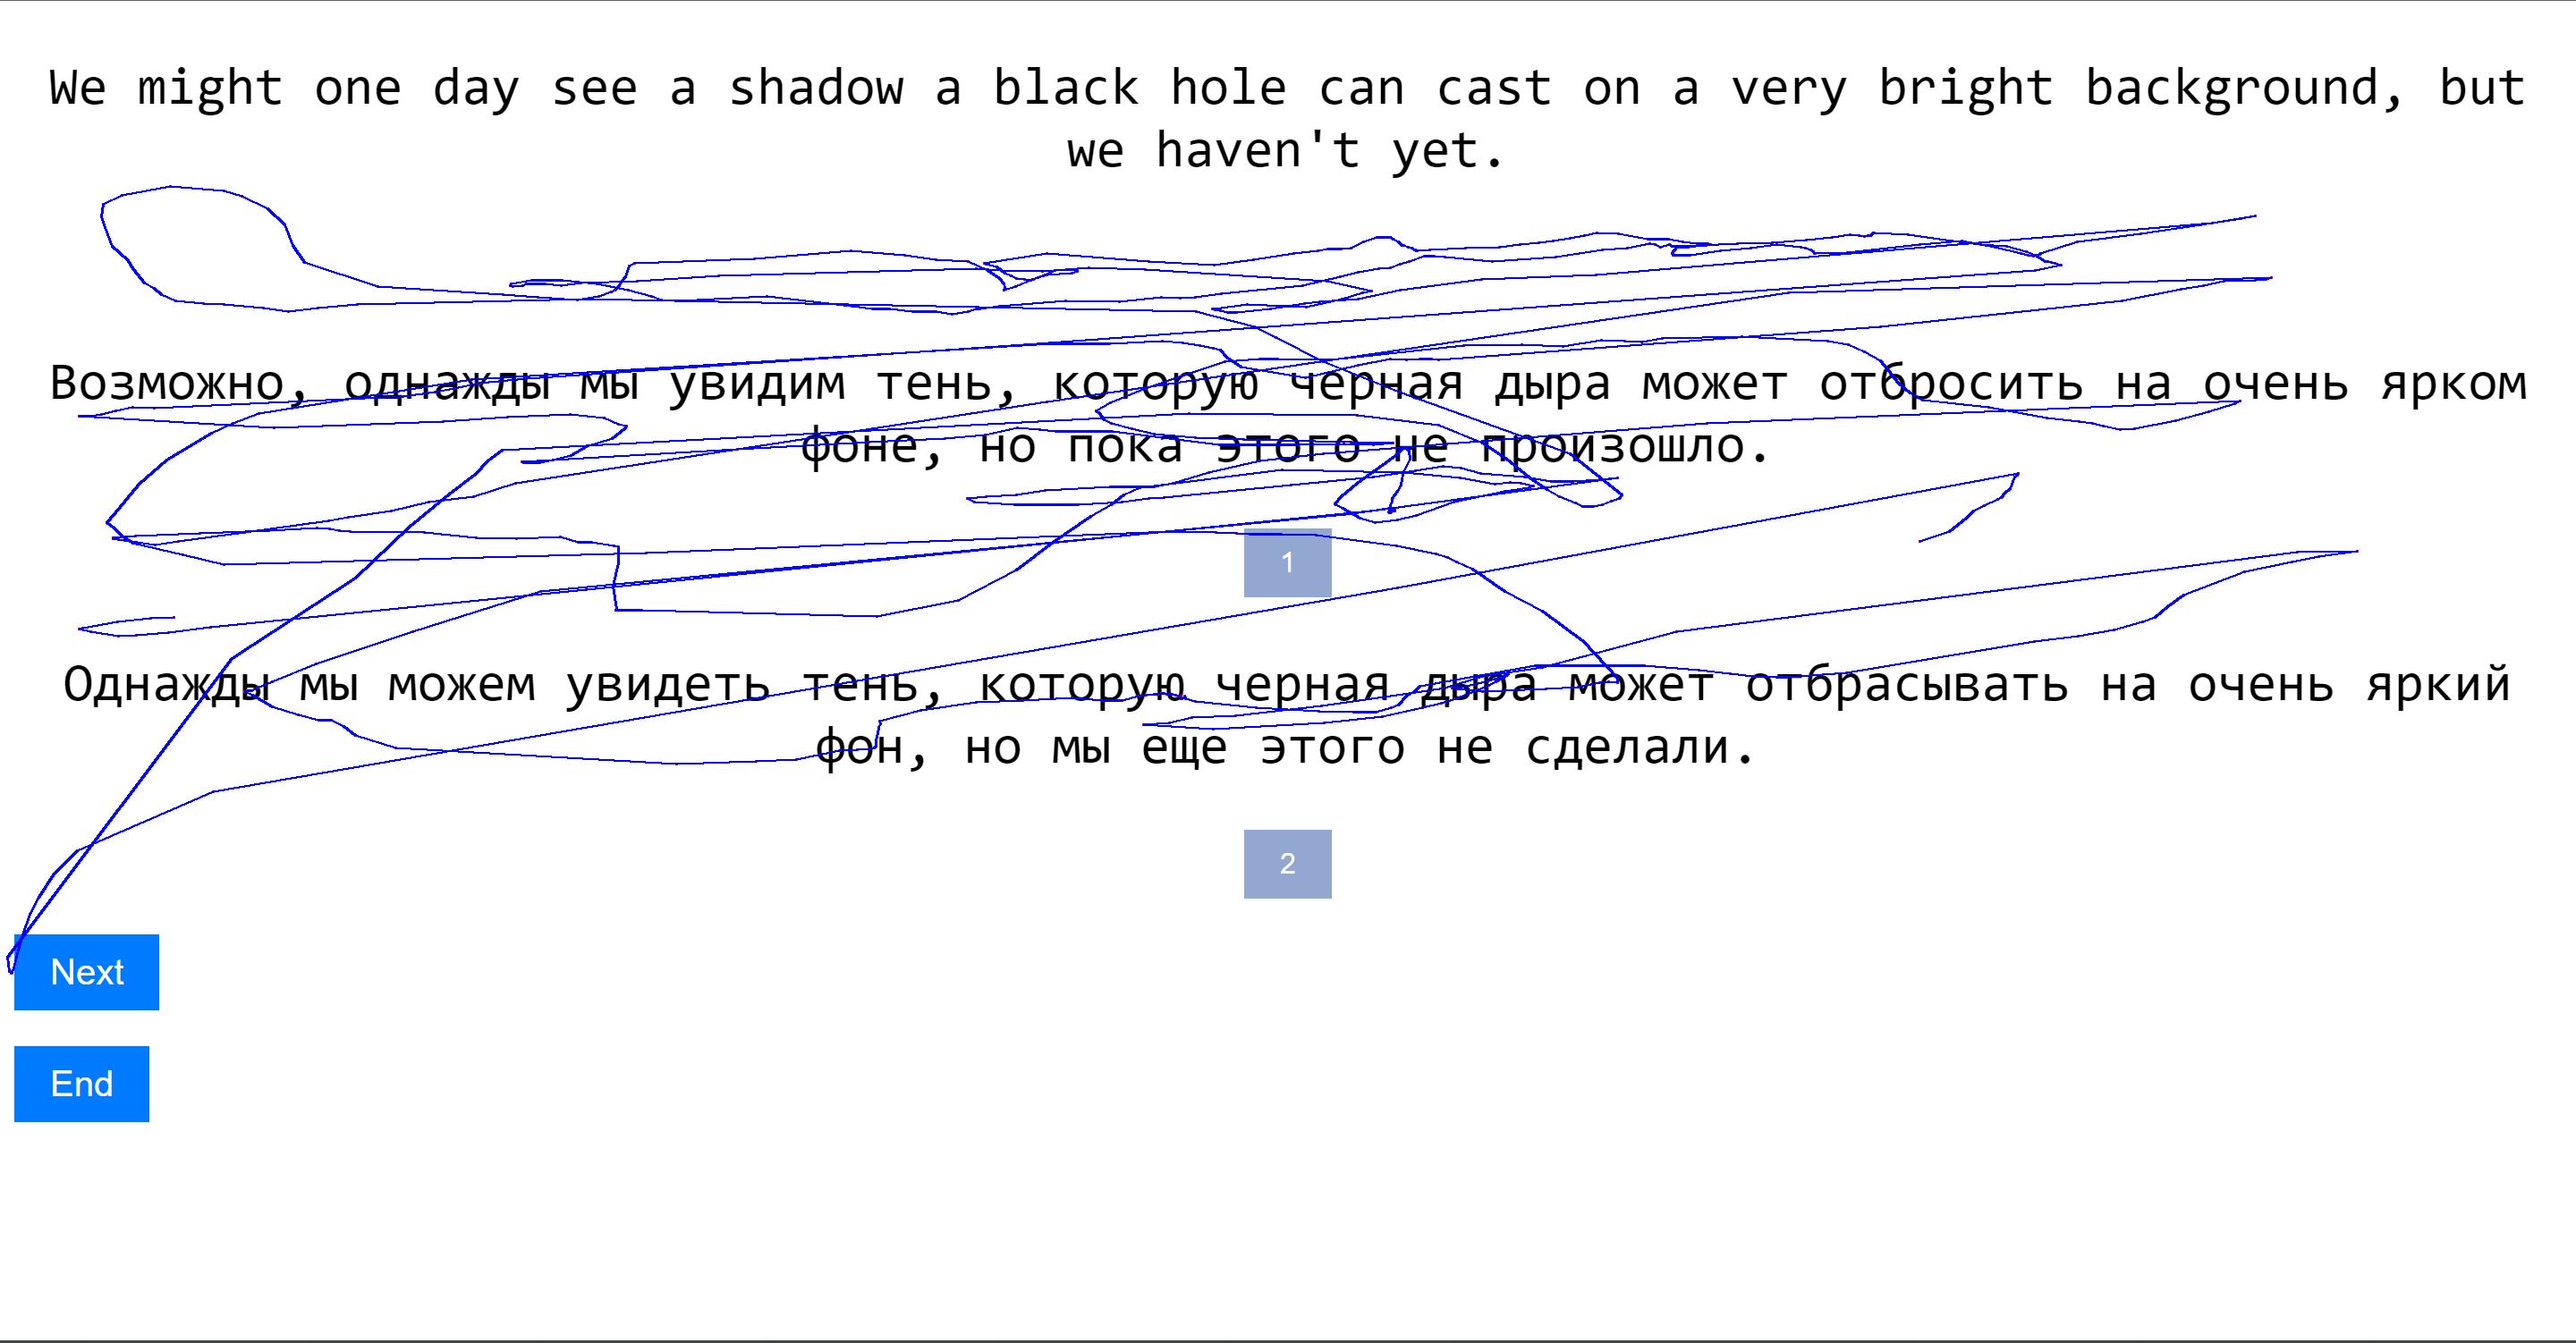 We might one day see a shadow a black hole can cast on a very bright background, but
we haven't yet.
Возможно, однажды мы увидим тень, которую черная дыра может отбросить на очень ярком
фоне, но пока этого не произошло.
1
Однажды мы можем увидеть тень, которую черная дыра может отбрасывать на очень яркий
фон, но мы еще этого не сделали.
2
Next
End